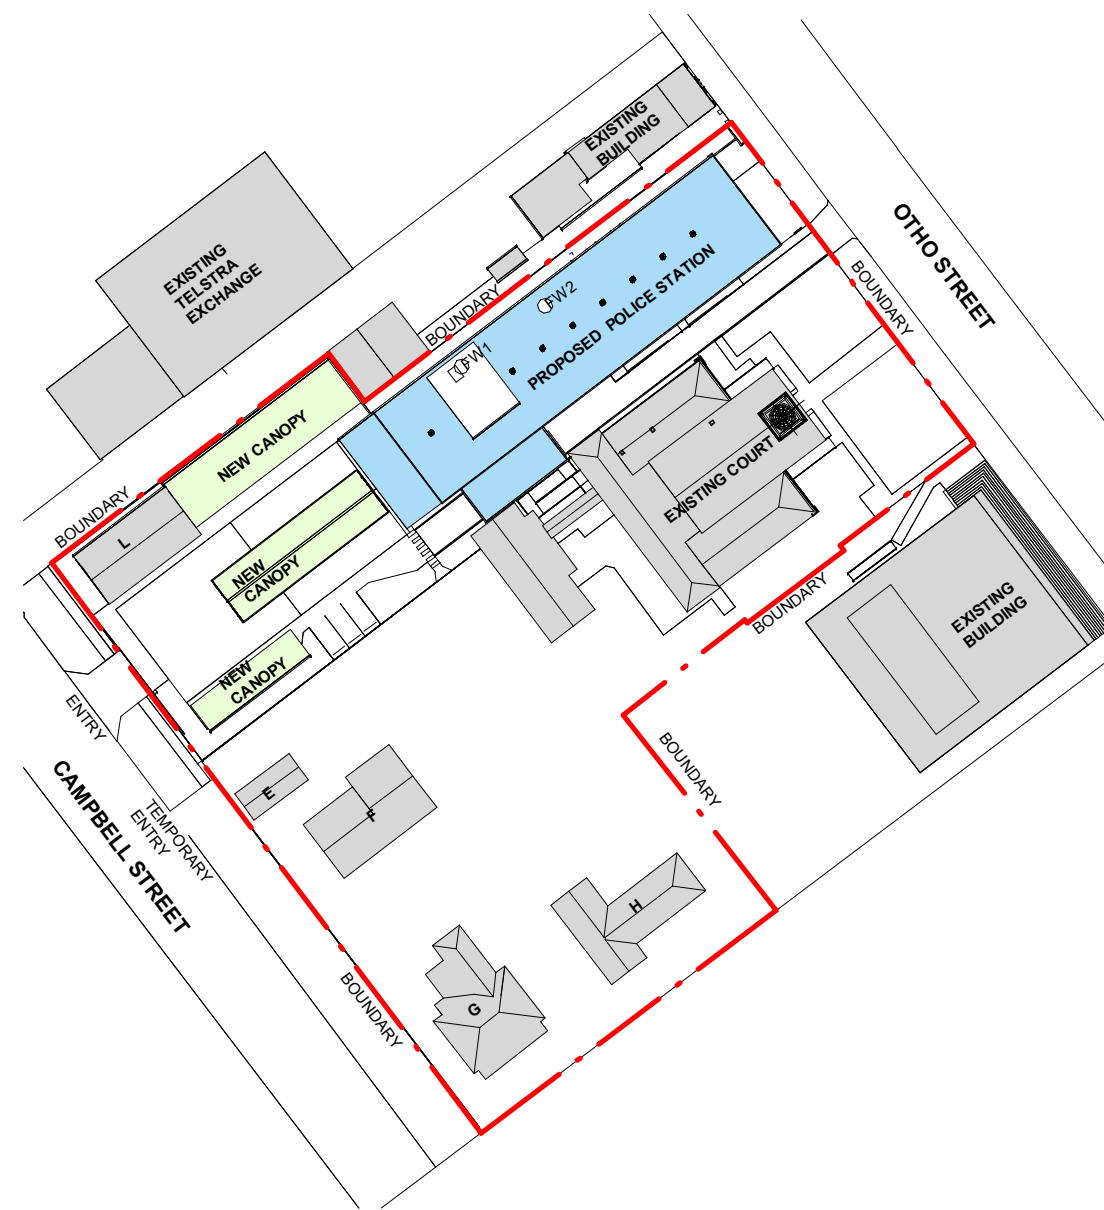 EXISTING
BUILDING
OTHO STREET
EXISTING
TELSTRA
EXCHANGE
BOUNDARY
BOUNDARY
FW2
PROPOSED POLICE STATION
FW1
NEW CANOPY
EXISTING COURT
BOUNDARY
L
NEW
CANOPY
NEW
CANOPY
BOUNDARY
EXISTING
BUILDING
ENTRY
TEMPORARY
ENTRY
CAMPBELL STREET
E
F
BOUNDARY
H
G
BOUNDARY